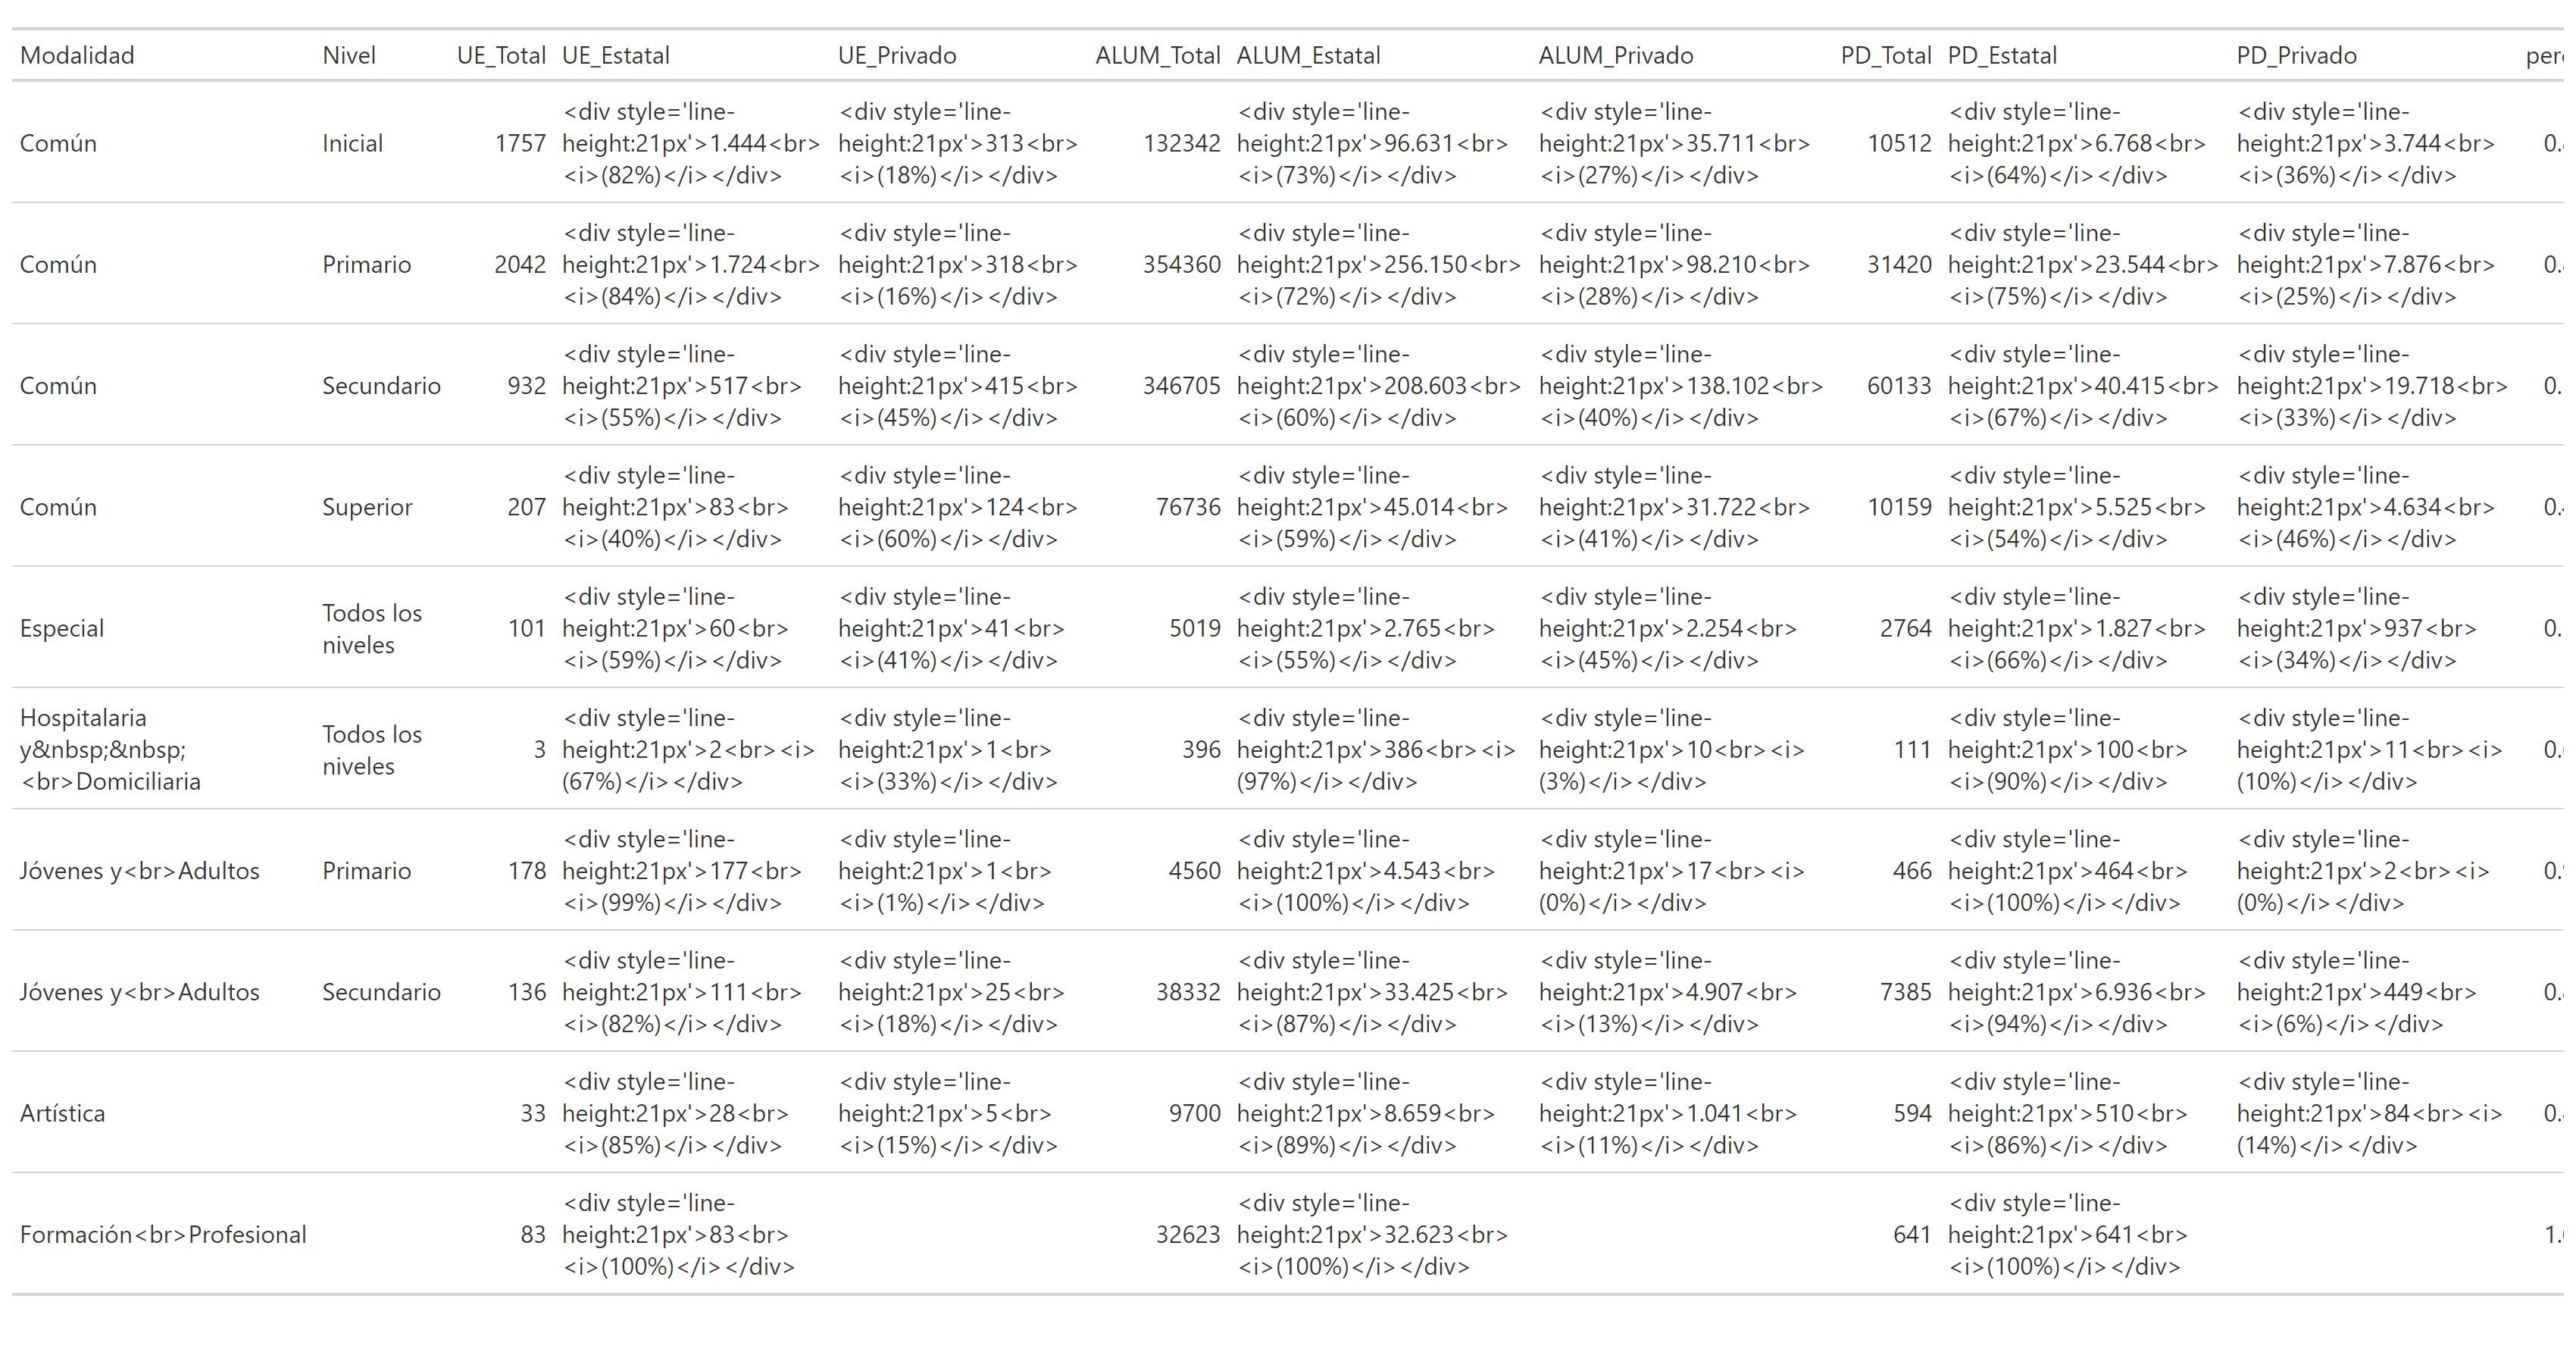 Modalidad Nivel UE_Total UE_Estatal UE_Privado ALUM_Total ALUM_Estatal ALUM_Privado PD_Total PD_Estatal PD_Privado
<div style='line- <div style='line- <div style='line- <div style='line- <div style='line- <div style='line-
Común Inicial 1757 height:21px'>1.444<br> height:21px'>313<br> 132342 height:21px'>96.631<br> height:21px'>35.711<br> 10512 height:21px'>6.768<br> height:21px'>3.744<br>
<i>(82%)</i></div> <i>(18%)</i></div> <i>(73%)</i></div> <i>(27%)</i></div> <i>(64%)</i></div> <i>(36%)</i></div>
<div style='line- <div style='line- <div style='line- <div style='line- <div style='line- <div style='line-
Común Primario 2042 height:21px'>1.724<br> height:21px'>318<br> 354360 height:21px'>256.150<br> height:21px'>98.210<br> 31420 height:21px'>23.544<br> height:21px'>7.876<br>
<i>(84%)</i></div> <i>(16%)</i></div> <i>(72%)</i></div> <i>(28%)</i></div> <i>(75%)</i></div> <i>(25%)</i></div>
<div style='line- <div style='line- <div style='line- <div style='line- <div style='line- <div style='line-
Común Secundario 932 height:21px'>517<br> height:21px'>415<br> 346705 height:21px'>208.603<br> height:21px'>138.102<br> 60133 height:21px'>40.415<br> height:21px'>19.718<br>
<i>(55%)</i></div> <i>(45%)</i></div> <i>(60%)</i></div> <i>(40%)</i></div> <i>(67%)</i></div> <i>(33%)</i></div>
<div style='line- <div style='line- <div style='line- <div style='line- <div style='line- <div style='line-
Común Superior 207 height:21px'>83<br> height:21px'>124<br> 76736 height:21px'>45.014<br> height:21px'>31.722<br> 10159 height:21px'>5.525<br> height:21px'>4.634<br>
<i>(40%)</i></div> <i>(60%)</i></div> <i>(59%)</i></div> <i>(41%)</i></div> <i>(54%)</i></div> <i>(46%)</i></div>
<div style='line- <div style='line- <div style='line- <div style='line- <div style='line- <div style='line-
Especial Todos los niveles 101 height:21px'>60<br> height:21px'>41<br> 5019 height:21px'>2.765<br> height:21px'>2.254<br> 2764 height:21px'>1.827<br> height:21px'>937<br>
<i>(59%)</i></div> <i>(41%)</i></div> <i>(55%)</i></div> <i>(45%)</i></div> <i>(66%)</i></div> <i>(34%)</i></div>
Hospitalaria Todos los <div style='line- <div style='line- <div style='line- <div style='line- <div style='line- <div style='line-
y&nbsp;&nbsp; niveles 3 height:21px'>2<br><i> height:21px'>1<br> 396 height:21px'>386<br><i> height:21px'>10<br><i> 111 height:21px'>100<br> height:21px'>11<br><i>
<br>Domiciliaria (67%)</i></div> <i>(33%)</i></div> (97%)</i></div> (3%)</i></div> <i>(90%)</i></div> (10%)</i></div>
<div style='line- <div style='line- <div style='line- <div style='line- <div style='line- <div style='line-
Jóvenes y<br>Adultos Primario 178 height:21px'>177<br> height:21px'>1<br> 4560 height:21px'>4.543<br> height:21px'>17<br><i> 466 height:21px'>464<br> height:21px'>2<br><i>
<i>(99%)</i></div> <i>(1%)</i></div> <i>(100%)</i></div> (0%)</i></div> <i>(100%)</i></div> (0%)</i></div>
<div style='line- <div style='line- <div style='line- <div style='line- <div style='line- <div style='line-
Jóvenes y<br>Adultos Secundario 136 height:21px'>111<br> height:21px'>25<br> 38332 height:21px'>33.425<br> height:21px'>4.907<br> 7385 height:21px'>6.936<br> height:21px'>449<br>
<i>(82%)</i></div> <i>(18%)</i></div> <i>(87%)</i></div> <i>(13%)</i></div> <i>(94%)</i></div> <i>(6%)</i></div>
<div style='line- <div style='line- <div style='line- <div style='line- <div style='line- <div style='line-
Artística 33 height:21px'>28<br> height:21px'>5<br> 9700 height:21px'>8.659<br> height:21px'>1.041<br> 594 height:21px'>510<br> height:21px'>84<br><i>
<i>(85%)</i></div> <i>(15%)</i></div> <i>(89%)</i></div> <i>(11%)</i></div> <i>(86%)</i></div> (14%)</i></div>
<div style='line- <div style='line- <div style='line-
Formación<br>Profesional 83 height:21px'>83<br> 32623 height:21px'>32.623<br> 641 height:21px'>641<br>
<i>(100%)</i></div> <i>(100%)</i></div> <i>(100%)</i></div>